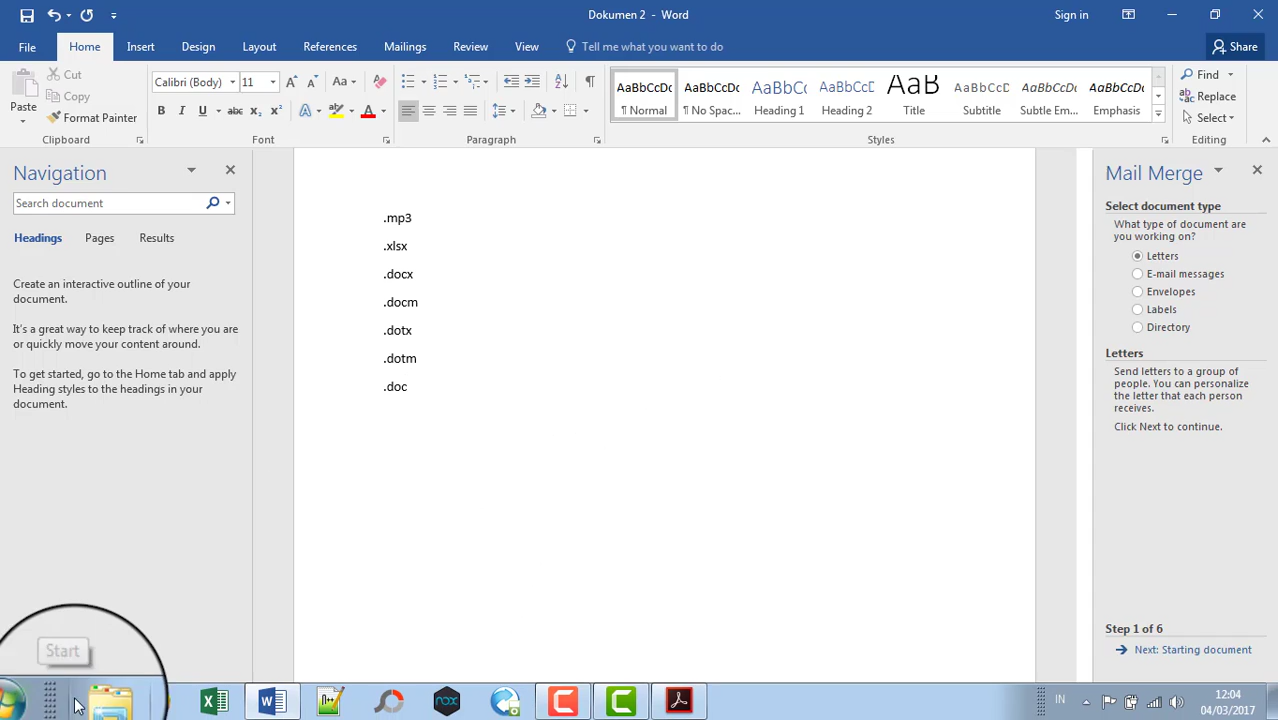 Dokumen 2 - Word
Sign in
File
Home
Insert
Design
Layout
References
Mailings
Review
View
Tell me what you want to do
Share
Paste
Cut
Copy
Format Painter
Clipboard
Calibri (Body)
11
Aa
abc
Font
Paragraph
AaBbCcDc
¶ Normal
AaBbCcDc
¶ No Spac...
AaBbC
Heading 1
AaBbCcD
Heading 2
AaB
Title
AaBbCcD
Subtitle
AaBbCcDc
Subtle Em...
AaBbCcDc
Emphasis
Styles
Find
Replace
Select
Editing
Navigation
Search document
Headings
Pages
Results
Create an interactive outline of your
document.
It's a great way to keep track of where you are
or quickly move your content around.
To get started, go to the Home tab and apply
Heading styles to the headings in your
document.
.mp3
.xlsx
.docx
.docm
.dotx
.dotm
.doc
Mail Merge
Select document type
What type of document are
you working on?
Letters
E-mail messages
Envelopes
Labels
Directory
Letters
Send letters to a group of
people. You can personalize
the letter that each person
receives.
Click Next to continue.
Step 1 of 6
Next: Starting document
Start
nox
IN
12:04
04/03/2017